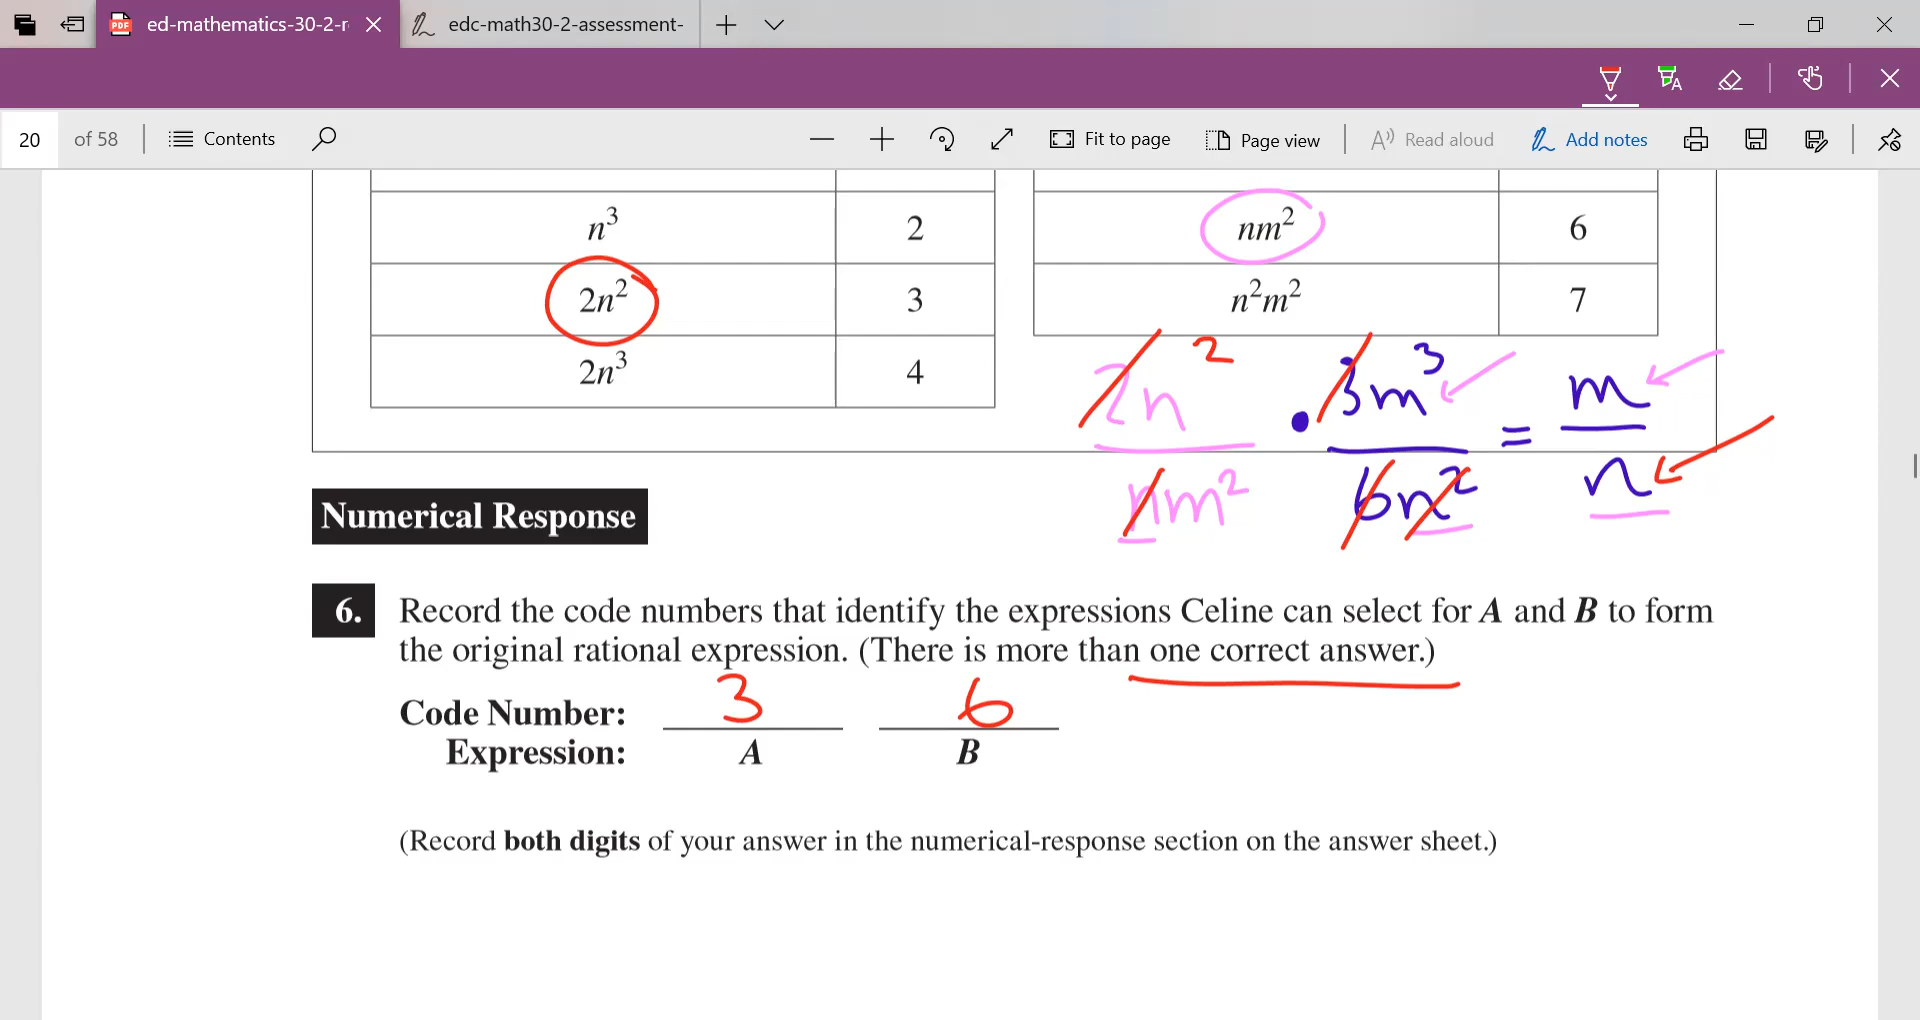 ed-mathematics-30-2-r edc-math30-2-assessment-
20 of 58 Contents Fit to page Page view Read aloud Add notes
n³ 2 nm² 6
2n² 3 n²m² 7
2n³ 4
2n² · 3m³ = m
nm² 6n² n
Numerical Response
6. Record the code numbers that identify the expressions Celine can select for A and B to form
the original rational expression. (There is more than one correct answer.)
3 6
Code Number:
Expression: A B
(Record both digits of your answer in the numerical-response section on the answer sheet.)